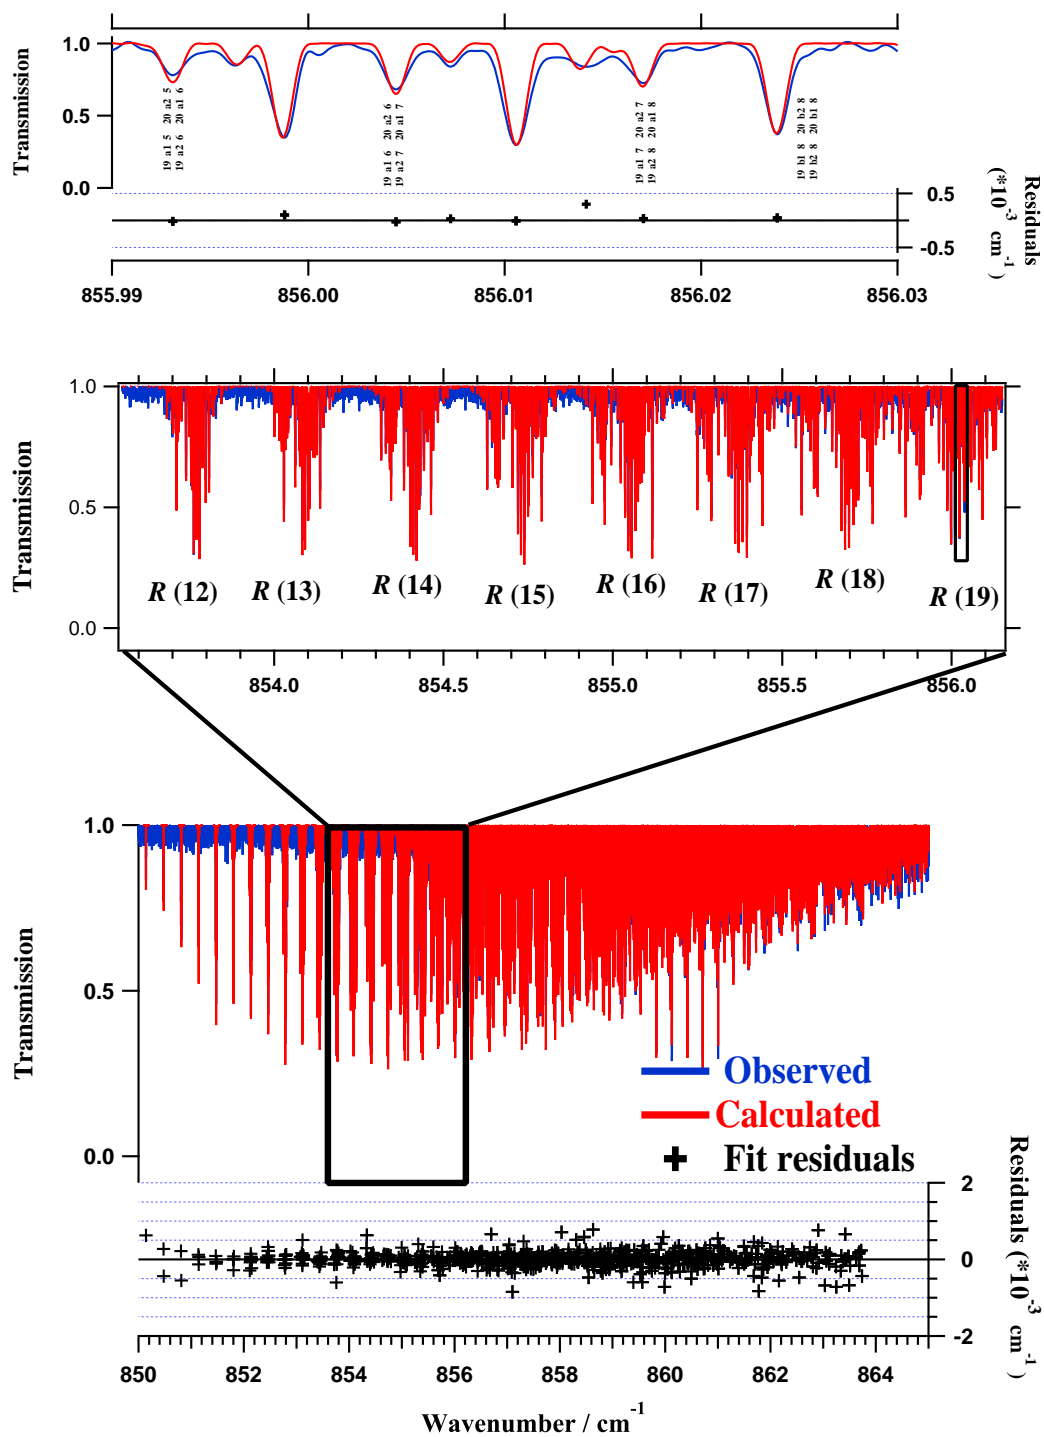 Transmission
1.0
0.5
0.0
19 a1 5 20 a2 5
19 a2 6 20 a1 6
19 a1 6 20 a2 6
19 a2 7 20 a1 7
19 a1 7 20 a2 7
19 a2 8 20 a1 8
19 b1 8 20 b2 8
19 b2 8 20 b1 8
0.5
-0.5
Residuals
(*10-3 cm-1)
855.99 856.00 856.01 856.02 856.03
Transmission
1.0
0.5
0.0
R (12) R (13) R (14) R (15) R (16) R (17) R (18) R (19)
854.0 854.5 855.0 855.5 856.0
Transmission
1.0
0.5
0.0
Observed
Calculated
Fit residuals
2
0
-2
Residuals (*10-3 cm-1)
850 852 854 856 858 860 862 864
Wavenumber / cm-1